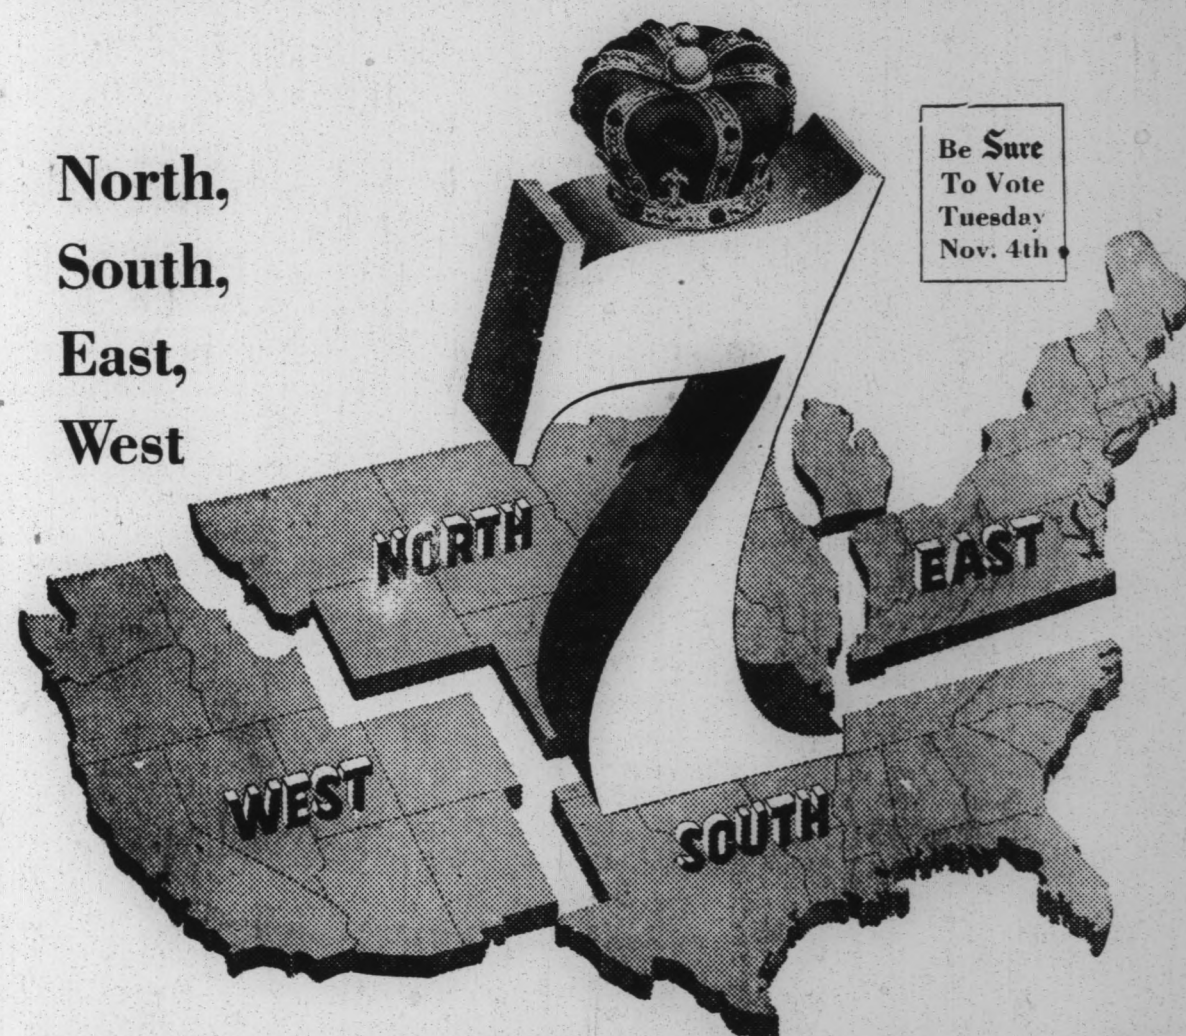 North,
South,
East,
West
Be Sure
To Vote
Tuesday
Nov. 4th
7
NORTH
EAST
WEST
SOUTH